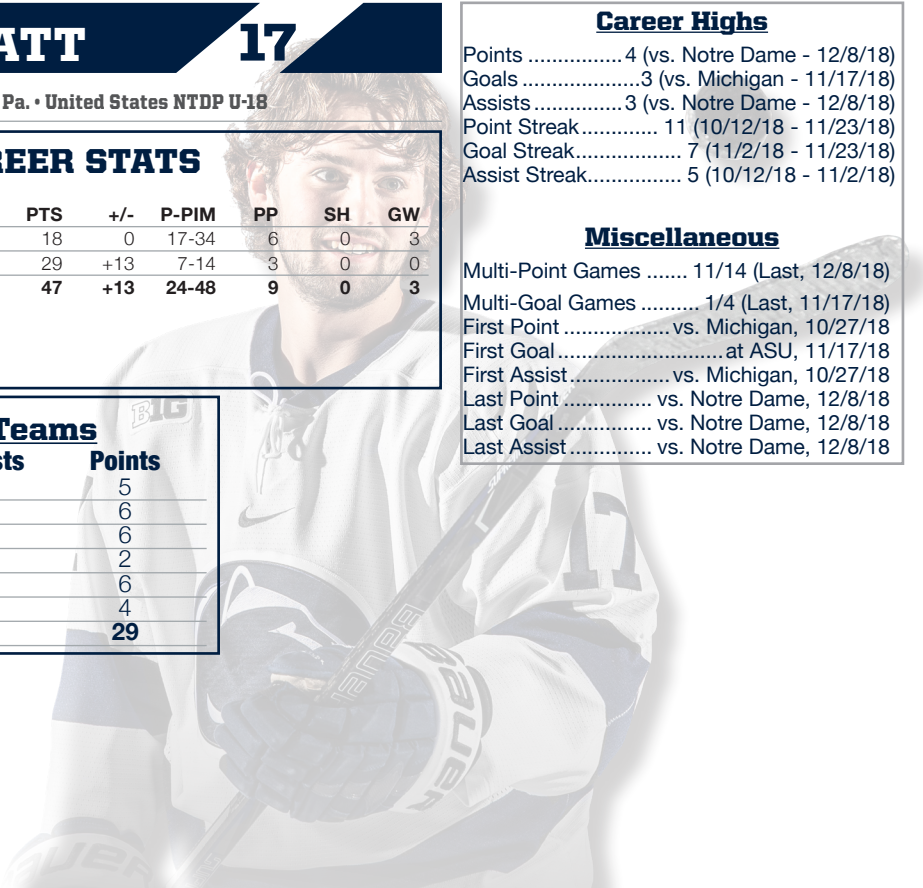 ATT 17
Pa. • United States NTDP U-18
REER STATS
PTS +/- P-PIM PP SH GW
18 0 17-34 6 0 3
29 +13 7-14 3 0 0
47 +13 24-48 9 0 3
Teams
sts Points
5
6
6
2
6
4
29
Career Highs
Points ................4 (vs. Notre Dame - 12/8/18)
Goals ....................3 (vs. Michigan - 11/17/18)
Assists ...............3 (vs. Notre Dame - 12/8/18)
Point Streak............. 11 (10/12/18 - 11/23/18)
Goal Streak.................. 7 (11/2/18 - 11/23/18)
Assist Streak................ 5 (10/12/18 - 11/2/18)
Miscellaneous
Multi-Point Games ....... 11/14 (Last, 12/8/18)
Multi-Goal Games .......... 1/4 (Last, 11/17/18)
First Point ..................vs. Michigan, 10/27/18
First Goal ............................at ASU, 11/17/18
First Assist..................vs. Michigan, 10/27/18
Last Point ............... vs. Notre Dame, 12/8/18
Last Goal ................ vs. Notre Dame, 12/8/18
Last Assist .............. vs. Notre Dame, 12/8/18
B1G
17
BAUER
BAUER
BAUER